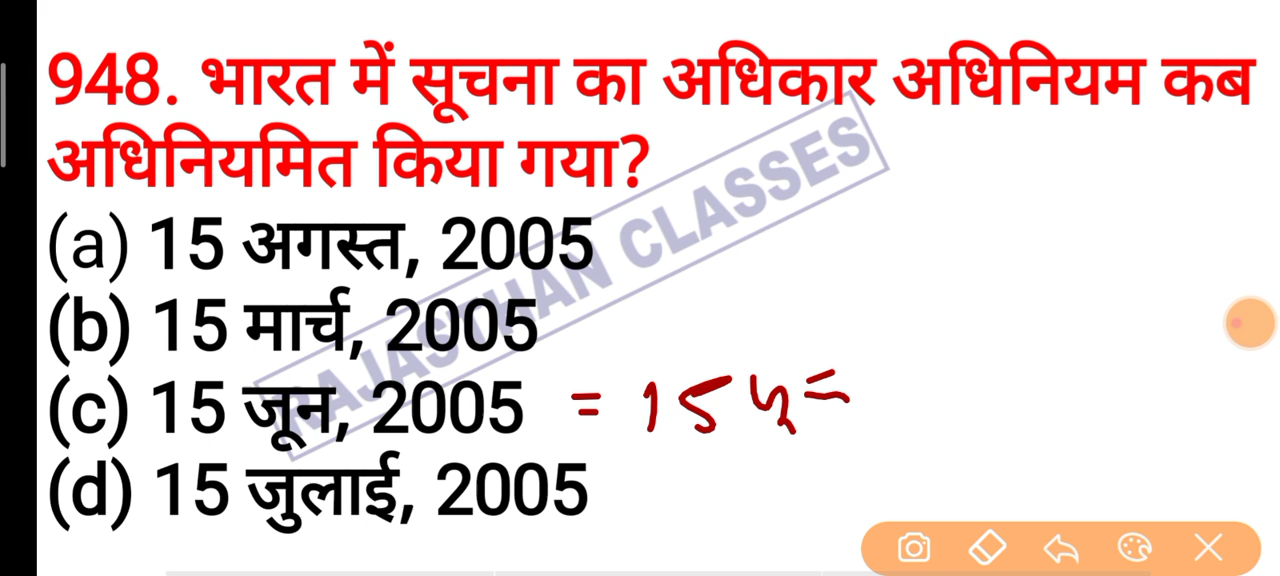 948. भारत में सूचना का अधिकार अधिनियम कब
अधिनियमित किया गया?
(a) 15 अगस्त, 2005
(b) 15 मार्च, 2005
(c) 15 जून, 2005 = 15
(d) 15 जुलाई, 2005
RAJASTHAN CLASSES